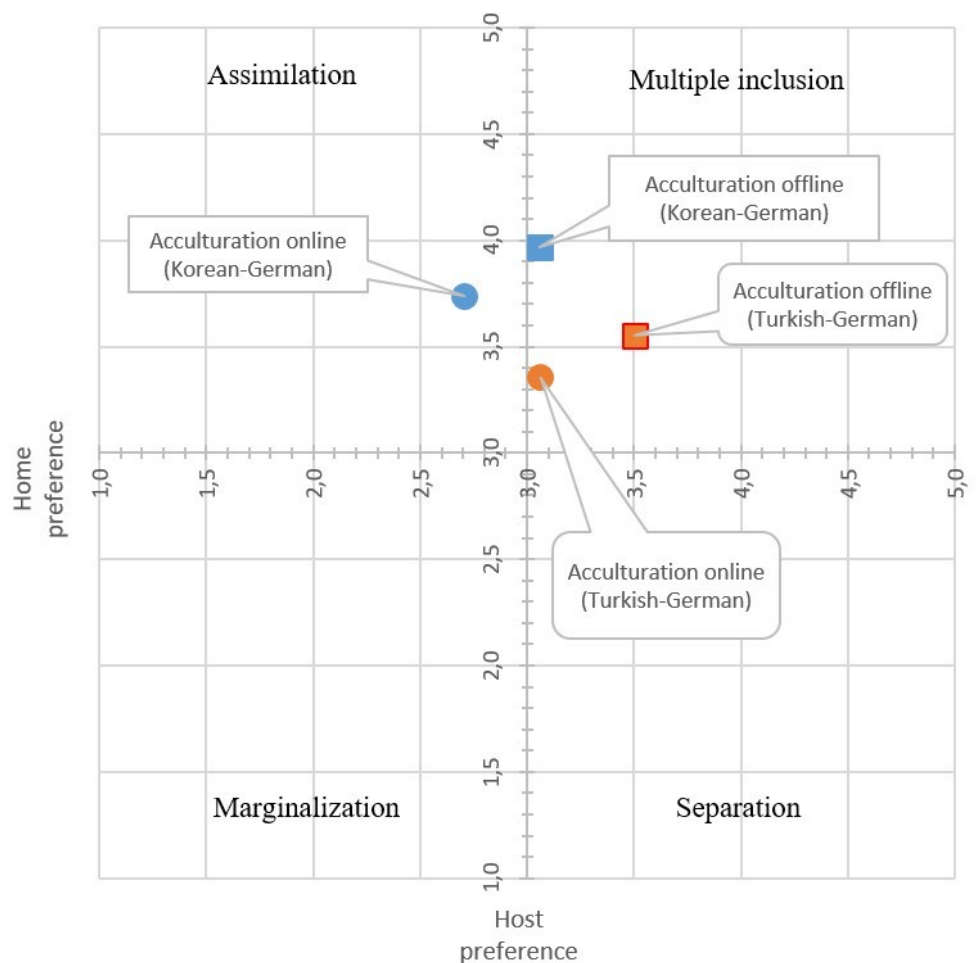 5,0
Assimilation
Multiple inclusion
4,5
Acculturation offline
(Korean-German)
Acculturation online
(Korean-German)
4,0
Acculturation offline
(Turkish-German)
3,5
Home
preference
3,0
1,0
1,5
2,0
2,5
3,0
3,5
4,0
4,5
5,0
2,5
Acculturation online
(Turkish-German)
2,0
1,5
Marginalization
Separation
1,0
Host
preference